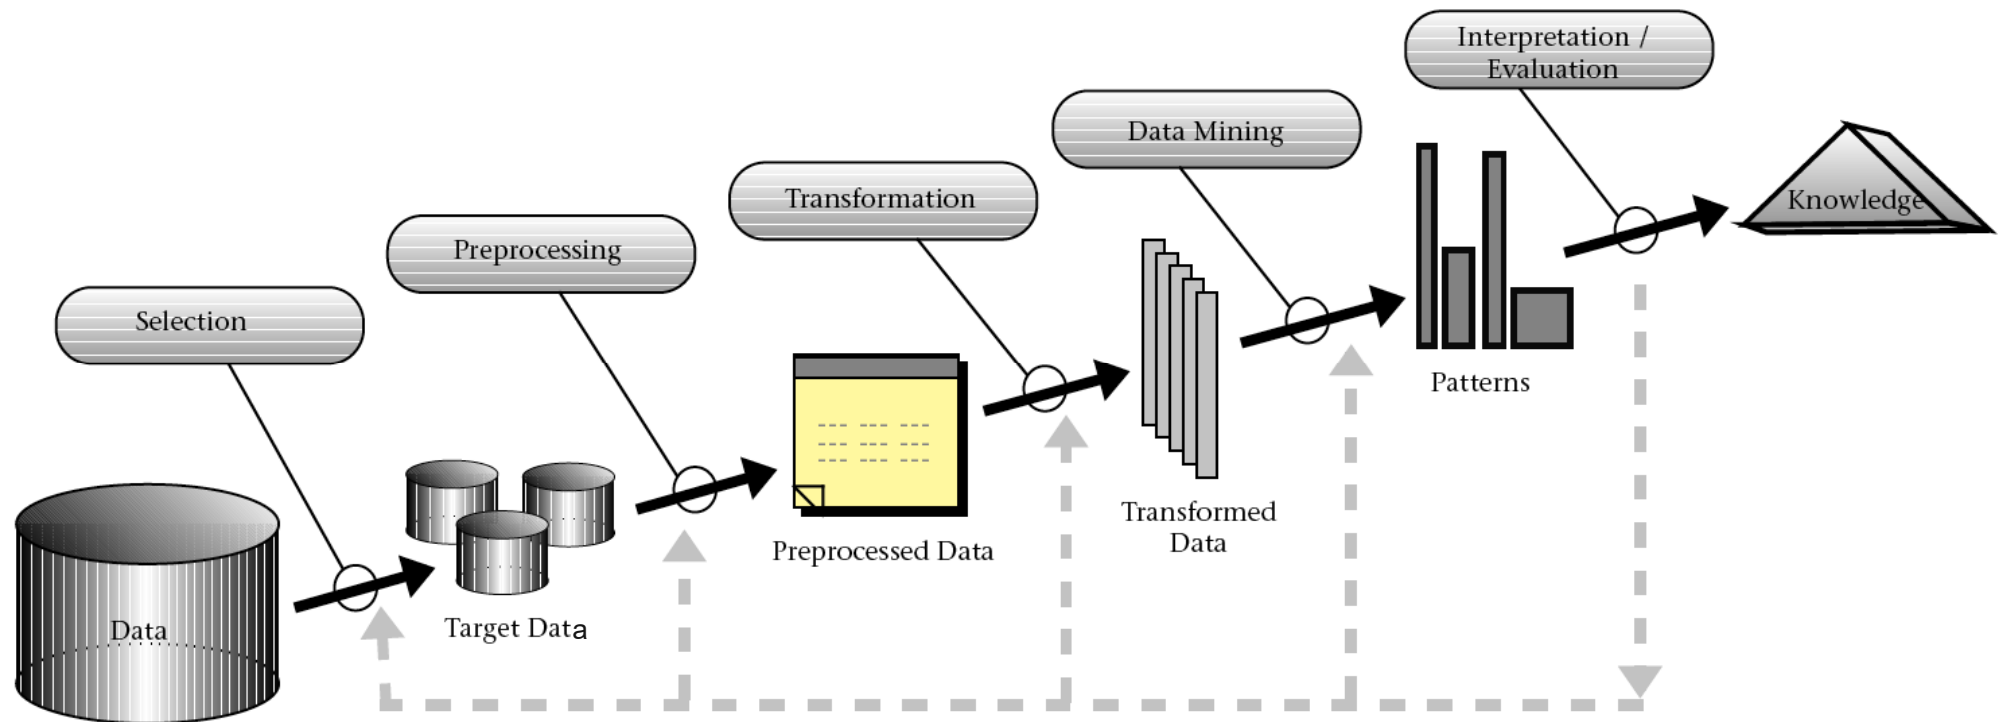 Interpretation /
Evaluation
Data Mining
Transformation
Preprocessing
Selection
Knowledge
Patterns
Transformed
Data
Preprocessed Data
Target Data
Data